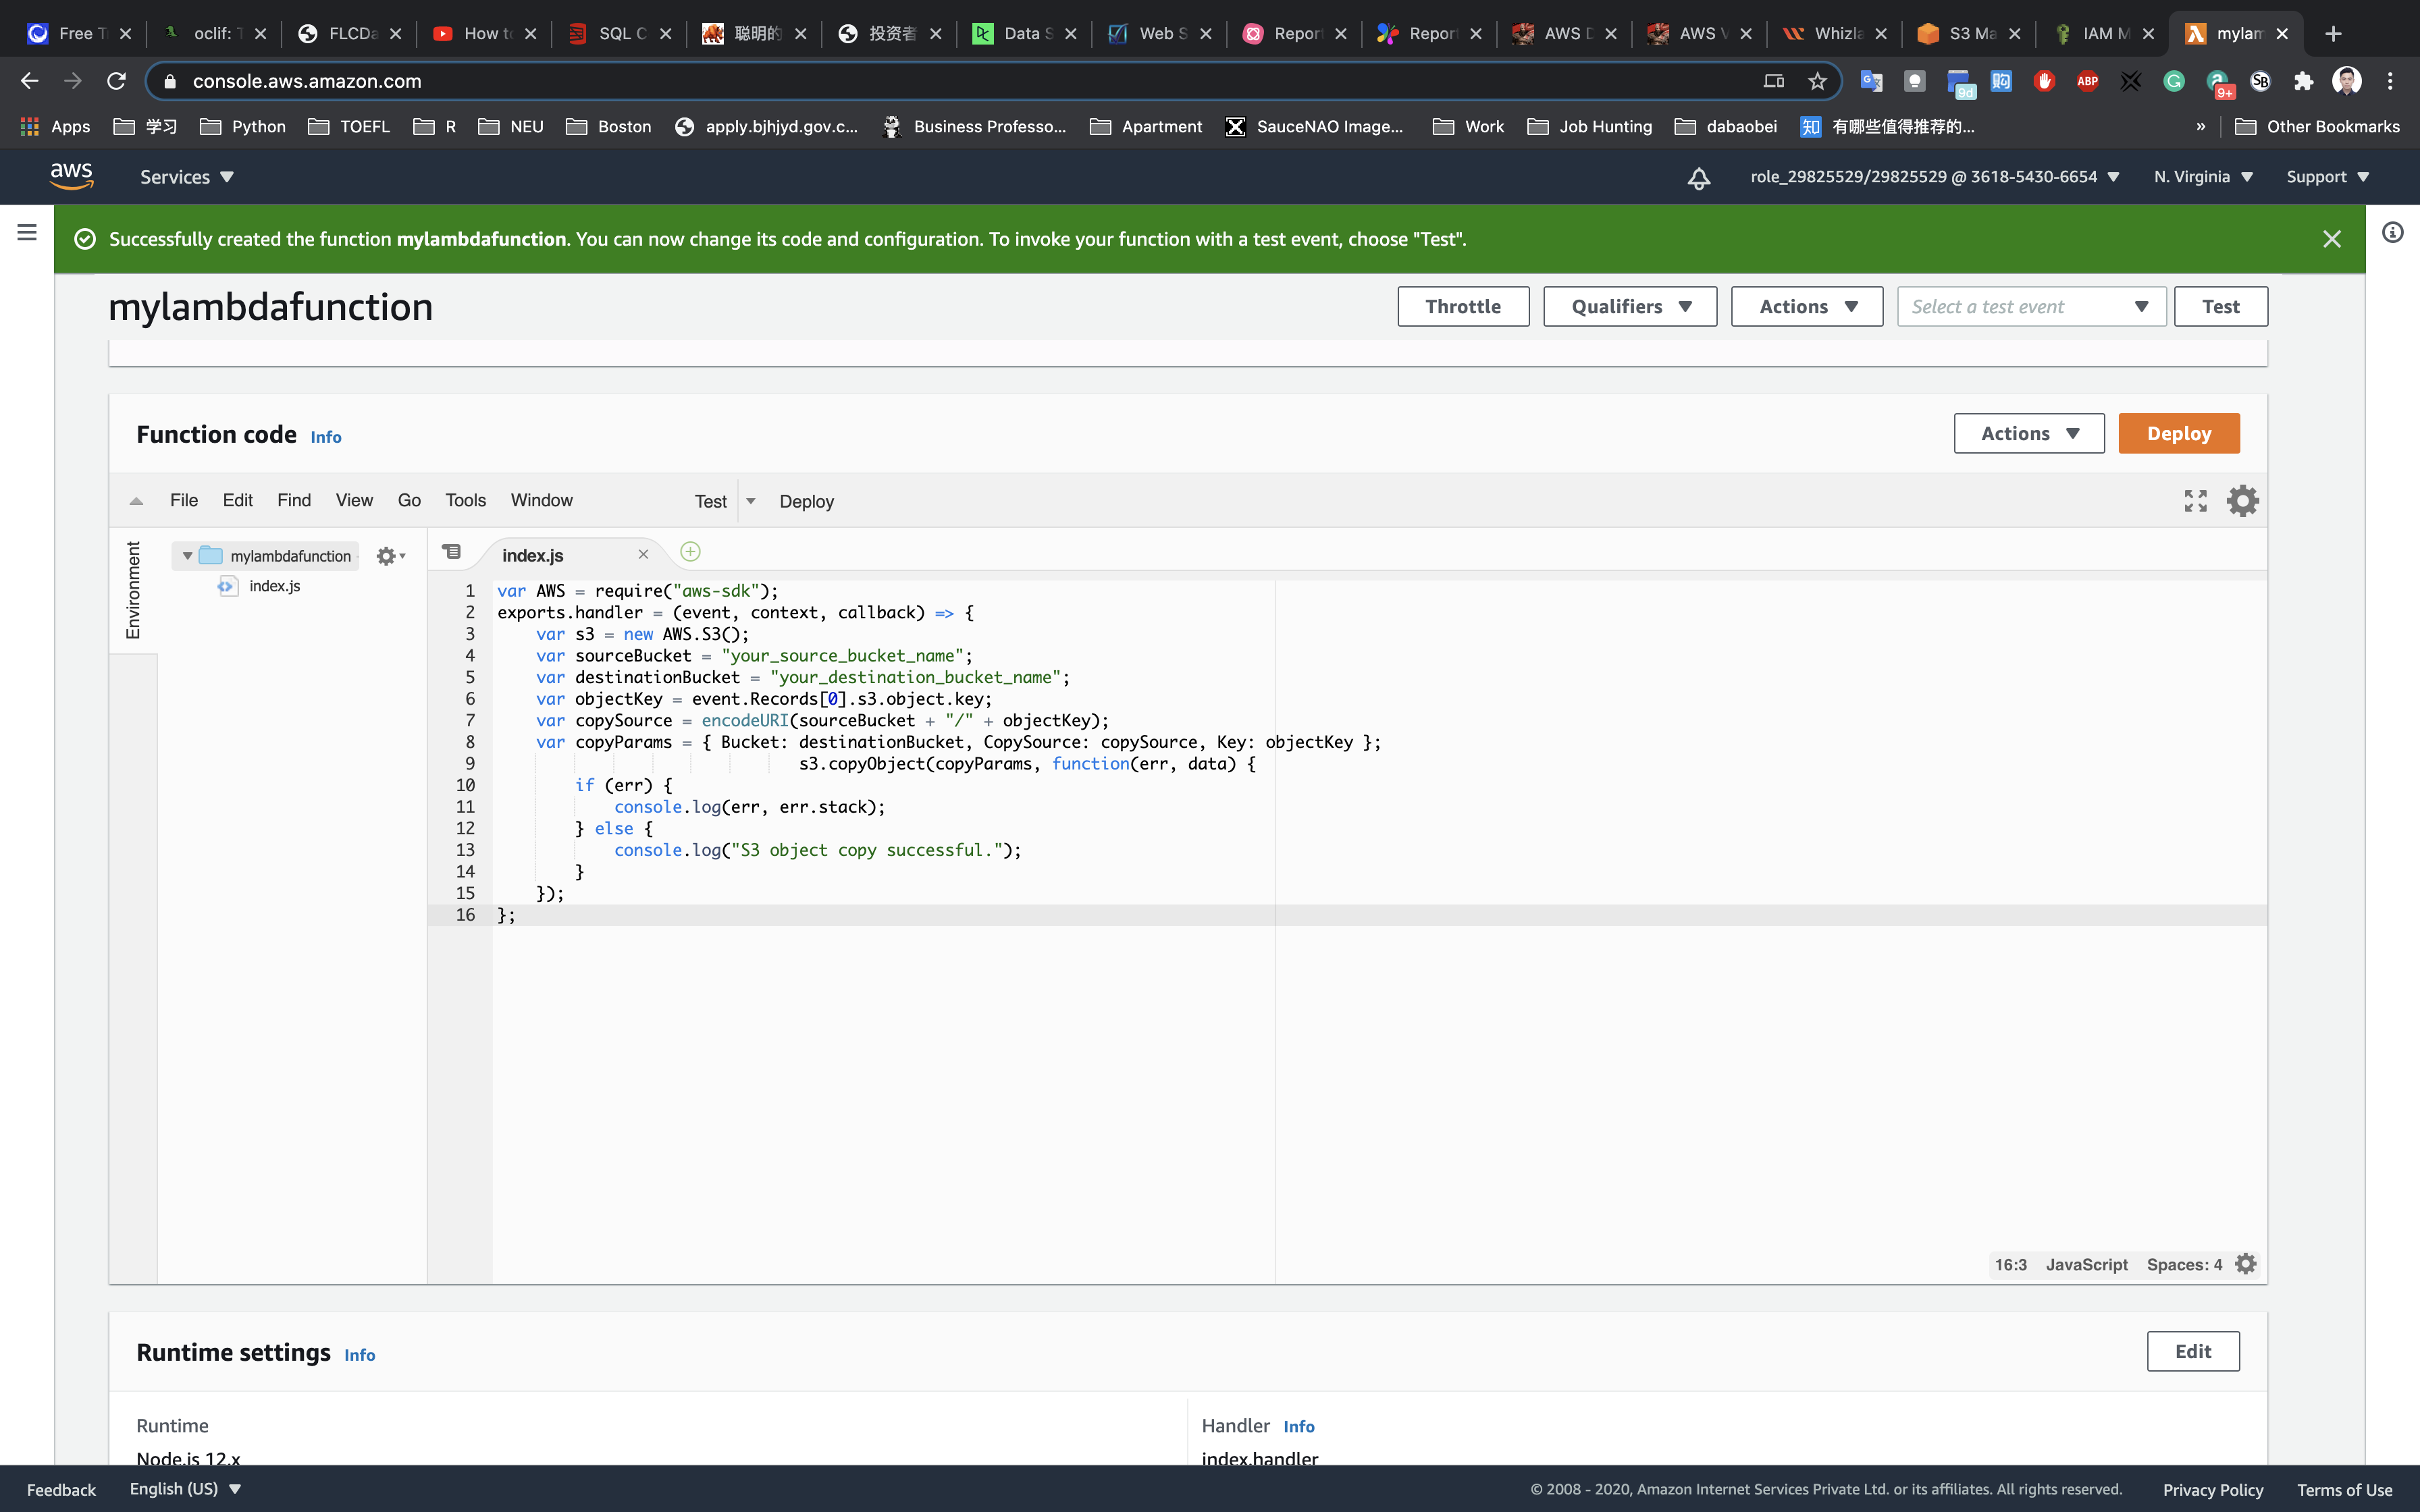 Free T oclif: T FLCDa How to SQL C 聪明的 投资者 Data S Web S Report Report AWS D AWS V Whizla S3 Ma IAM M mylam
console.aws.amazon.com
9d ABP 9+ SB
Apps 学习 Python TOEFL R NEU Boston apply.bjhjyd.gov.c... Business Professo... Apartment SauceNAO Image... Work Job Hunting dabaobei 知 有哪些值得推荐的... » Other Bookmarks
aws Services role_29825529/29825529 @ 3618-5430-6654 N. Virginia Support
Successfully created the function mylambdafunction. You can now change its code and configuration. To invoke your function with a test event, choose "Test".
mylambdafunction Throttle Qualifiers Actions Select a test event Test
Function code Info Actions Deploy
File Edit Find View Go Tools Window Test Deploy
Environment
mylambdafunction
index.js
index.js
1 var AWS = require("aws-sdk");
2 exports.handler = (event, context, callback) => {
3 var s3 = new AWS.S3();
4 var sourceBucket = "your_source_bucket_name";
5 var destinationBucket = "your_destination_bucket_name";
6 var objectKey = event.Records[0].s3.object.key;
7 var copySource = encodeURI(sourceBucket + "/" + objectKey);
8 var copyParams = { Bucket: destinationBucket, CopySource: copySource, Key: objectKey };
9 s3.copyObject(copyParams, function(err, data) {
10 if (err) {
11 console.log(err, err.stack);
12 } else {
13 console.log("S3 object copy successful.");
14 }
15 });
16 };
16:3 JavaScript Spaces: 4
Runtime settings Info Edit
Runtime
Node.js 12.x
Handler Info
index.handler
Feedback English (US) © 2008 - 2020, Amazon Internet Services Private Ltd. or its affiliates. All rights reserved. Privacy Policy Terms of Use